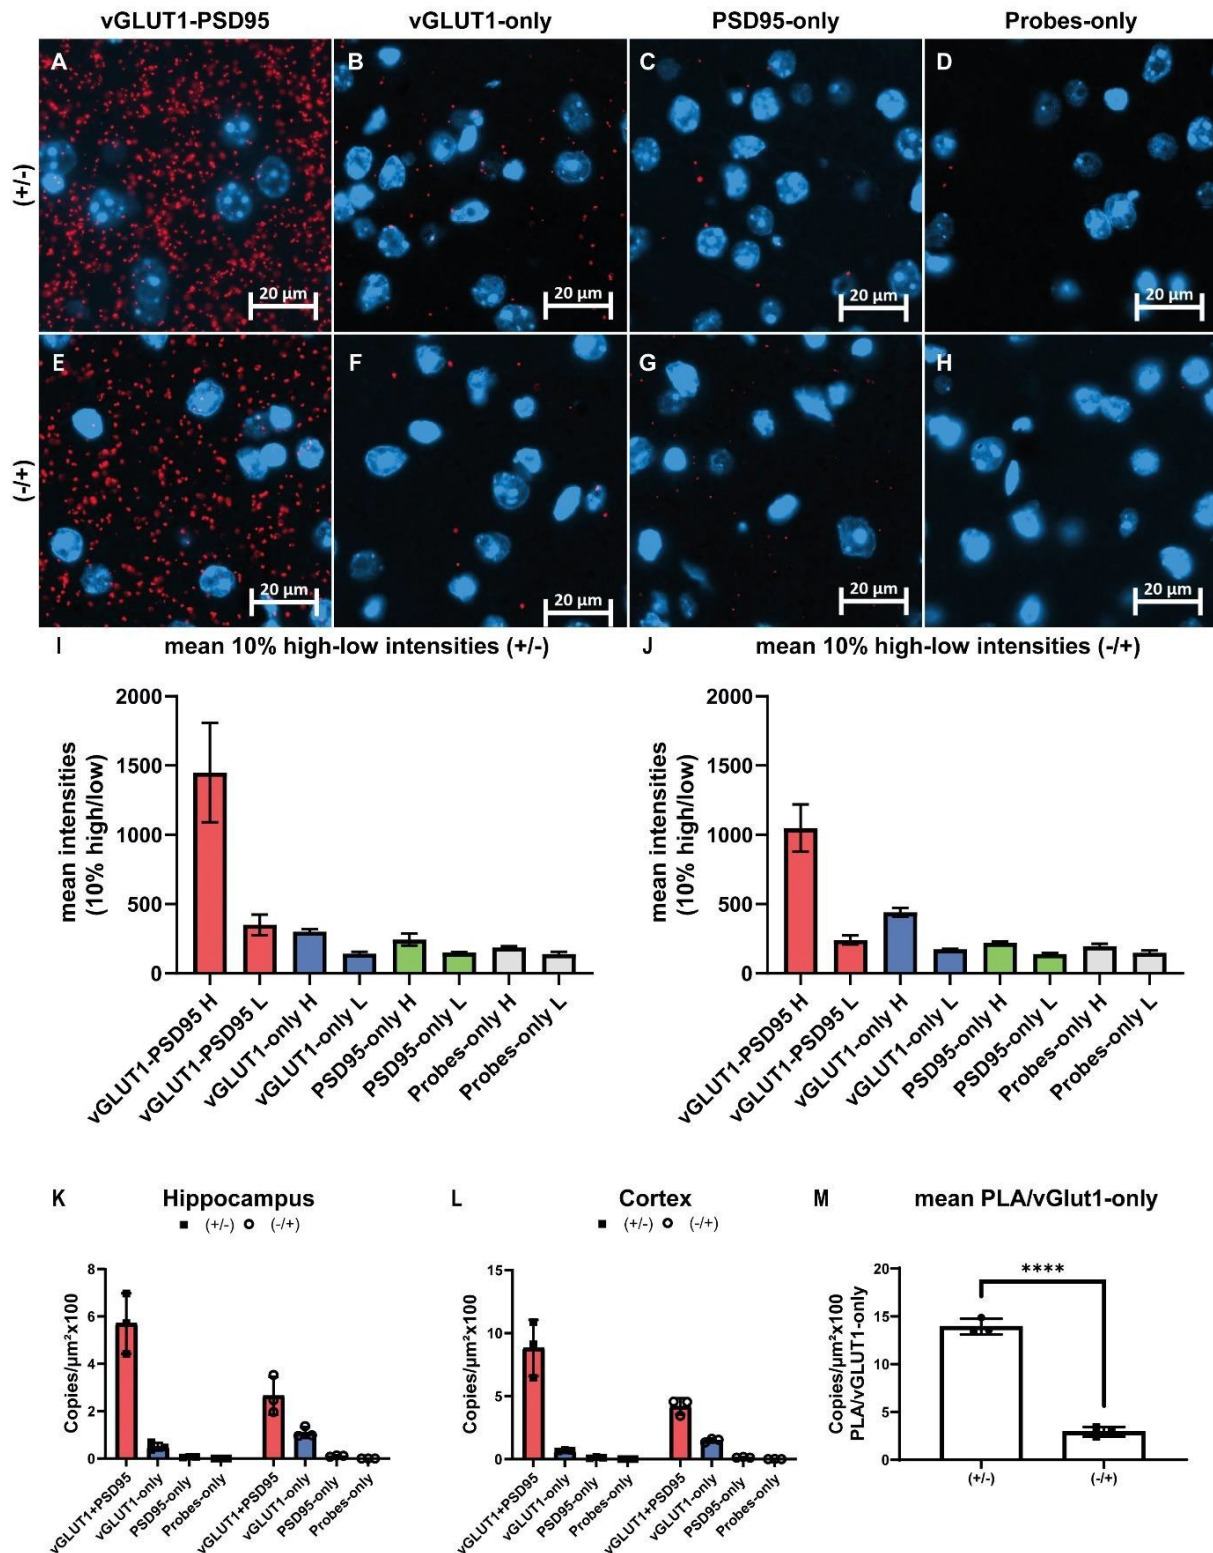 vGLUT1-PSD95 vGLUT1-only PSD95-only Probes-only
(+/-)
A B C D
20 µm 20 µm 20 µm 20 µm
(-/+)
E F G H
20 µm 20 µm 20 µm 20 µm
I mean 10% high-low intensities (+/-)
mean intensities
(10% high/low)
2000
1500
1000
500
0
vGLUT1-PSD95 H
vGLUT1-PSD95 L
vGLUT1-only H
vGLUT1-only L
PSD95-only H
PSD95-only L
Probes-only H
Probes-only L
J mean 10% high-low intensities (-/+)
mean intensities
(10% high/low)
2000
1500
1000
500
0
vGLUT1-PSD95 H
vGLUT1-PSD95 L
vGLUT1-only H
vGLUT1-only L
PSD95-only H
PSD95-only L
Probes-only H
Probes-only L
K Hippocampus
(+/-) (-/+)
Copies/µm²x100
8
6
4
2
0
vGLUT1+PSD95
vGLUT1-only
PSD95-only
Probes-only
vGLUT1+PSD95
vGLUT1-only
PSD95-only
Probes-only
L Cortex
(+/-) (-/+)
Copies/µm²x100
15
10
5
0
vGLUT1+PSD95
vGLUT1-only
PSD95-only
Probes-only
vGLUT1+PSD95
vGLUT1-only
PSD95-only
Probes-only
M mean PLA/vGlut1-only
Copies/µm²x100
PLA/vGLUT1-only
20
15
10
5
0
****
(+/-) (-/+)